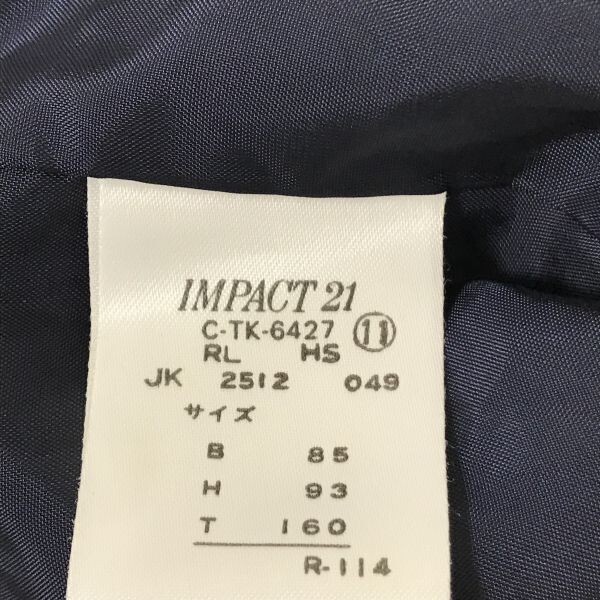 IMPACT 21
C-TK-6427 ⑪
RL HS
JK 2512 049
サイズ
B 85
H 93
T 160
R-114